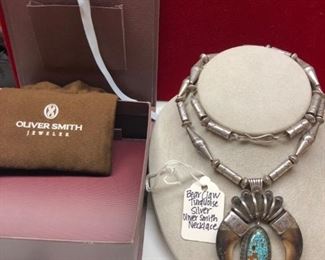 OLIVER SMITH
JEWELER
Bear Claw
Turquoise
Silver
Oliver Smith
Necklace